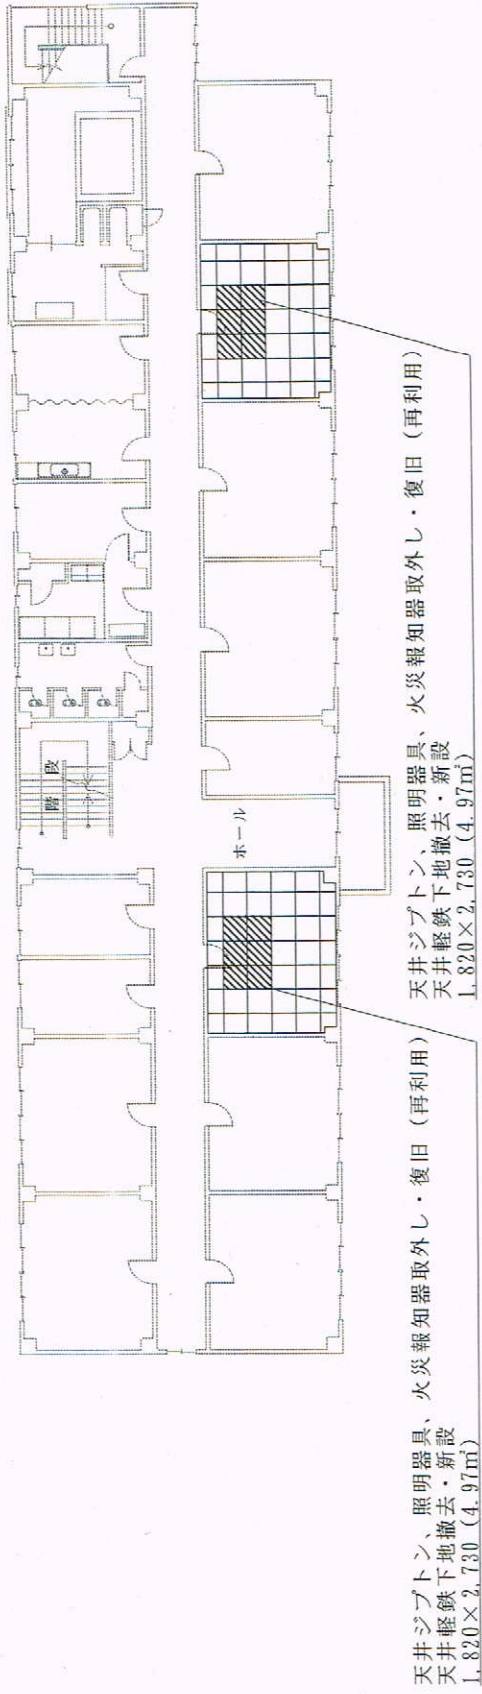 階段
ホール
天井ジプトン、照明器具、火災報知器取外し・復旧（再利用）
天井軽鉄下地撤去・新設
1,820×2,730（4.97㎡）
天井ジプトン、照明器具、火災報知器取外し・復旧（再利用）
天井軽鉄下地撤去・新設
1,820×2,730（4.97㎡）